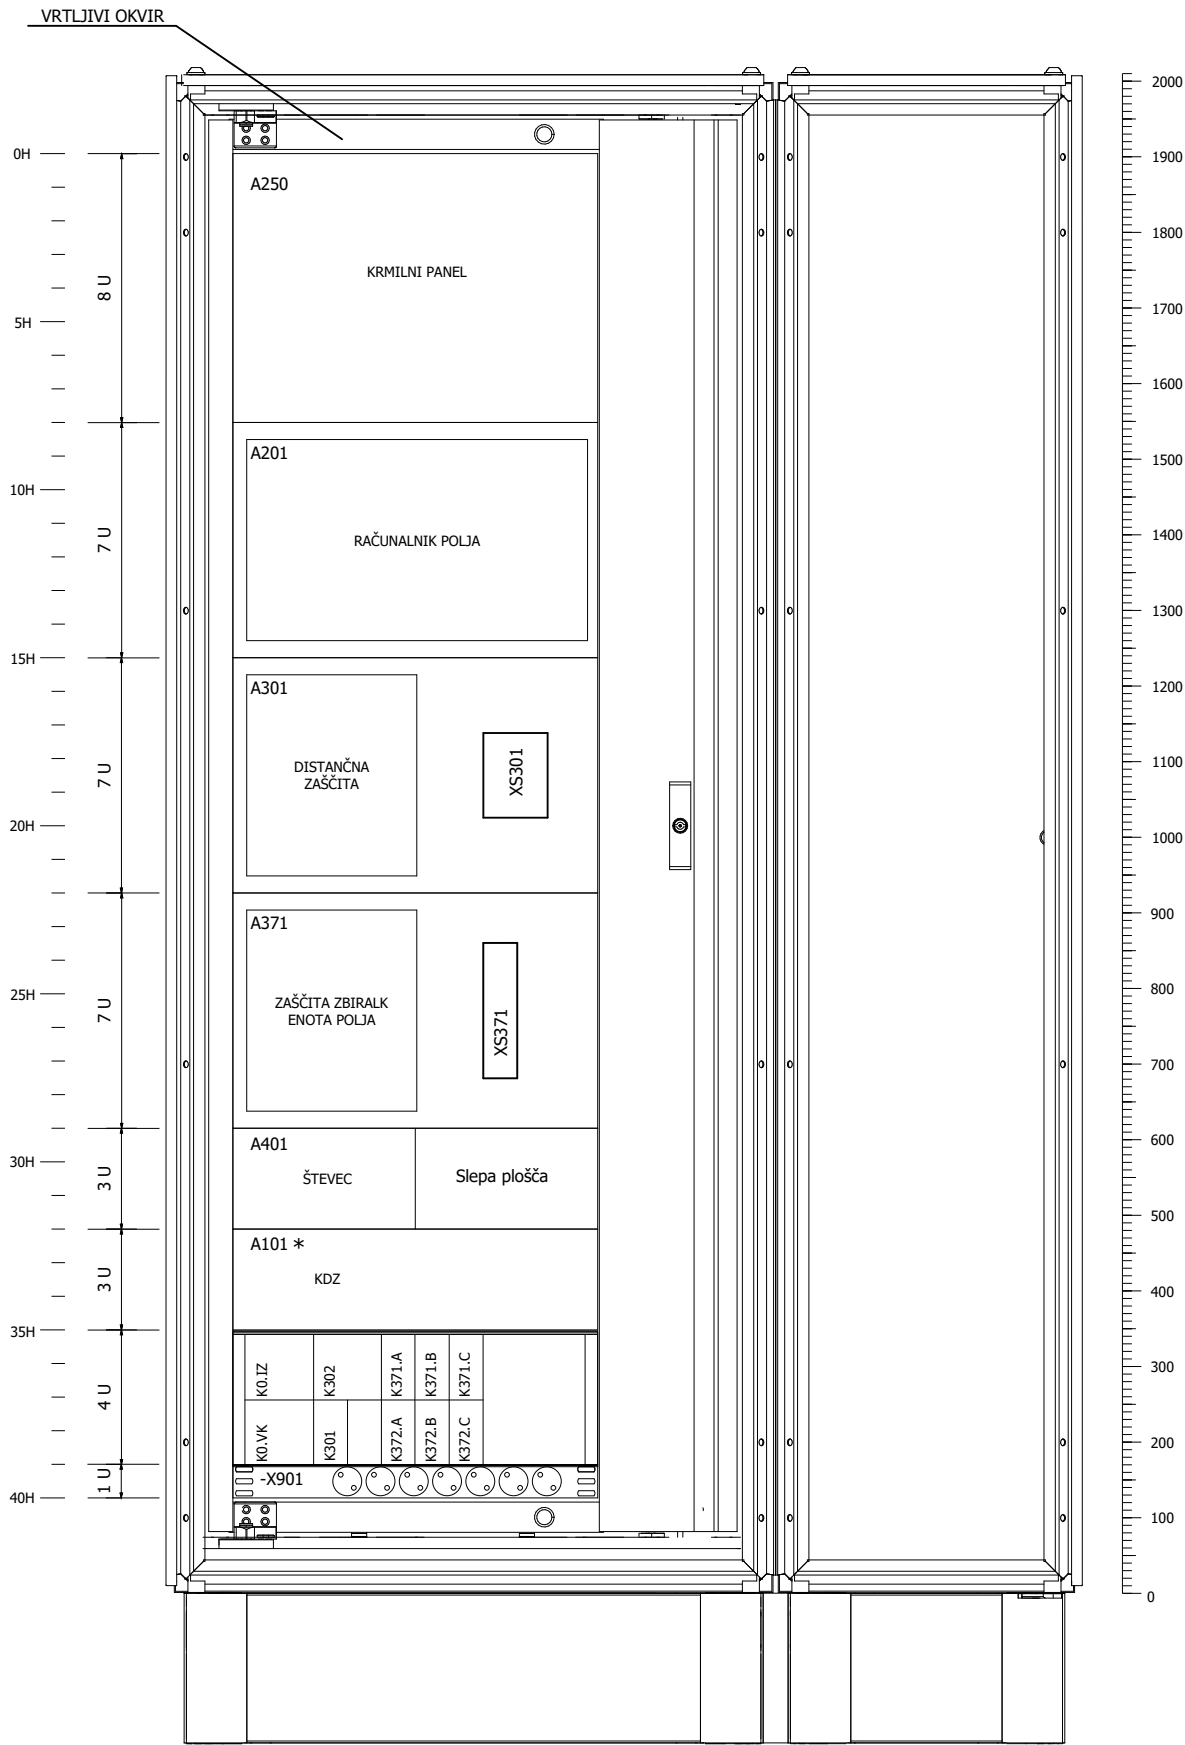 VRTLJIVI OKVIR
0H
5H
10H
15H
20H
25H
30H
35H
40H
8 U
7 U
7 U
7 U
3 U
3 U
4 U
1 U
A250
KRMILNI PANEL
A201
RAČUNALNIK POLJA
A301
DISTANČNA
ZAŠČITA
XS301
A371
ZAŠČITA ZBIRALK
ENOTA POLJA
XS371
A401
ŠTEVEC
Slepa plošča
A101 *
KDZ
K0.IZ
K302
K371.A
K371.B
K371.C
K0.VK
K301
K372.A
K372.B
K372.C
-X901
2000
1900
1800
1700
1600
1500
1400
1300
1200
1100
1000
900
800
700
600
500
400
300
200
100
0